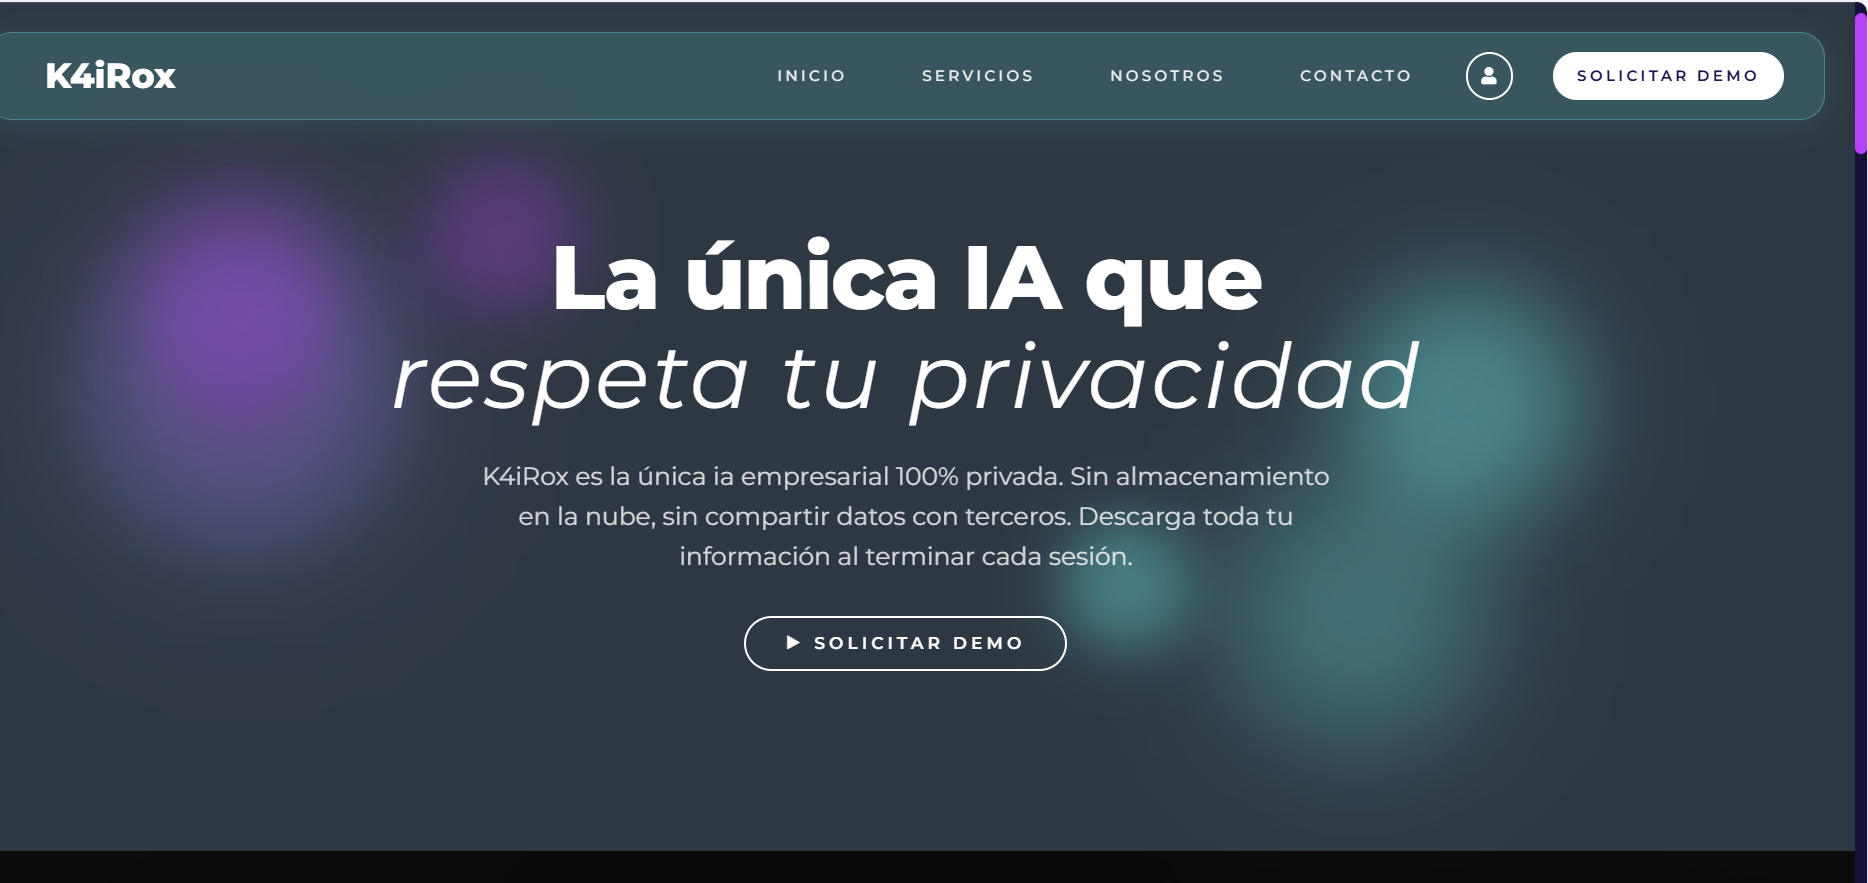 K4iRox
INICIO
SERVICIOS
NOSOTROS
CONTACTO
SOLICITAR DEMO
La única IA que
respeta tu privacidad
K4iRox es la única ia empresarial 100% privada. Sin almacenamiento
en la nube, sin compartir datos con terceros. Descarga toda tu
información al terminar cada sesión.
SOLICITAR DEMO